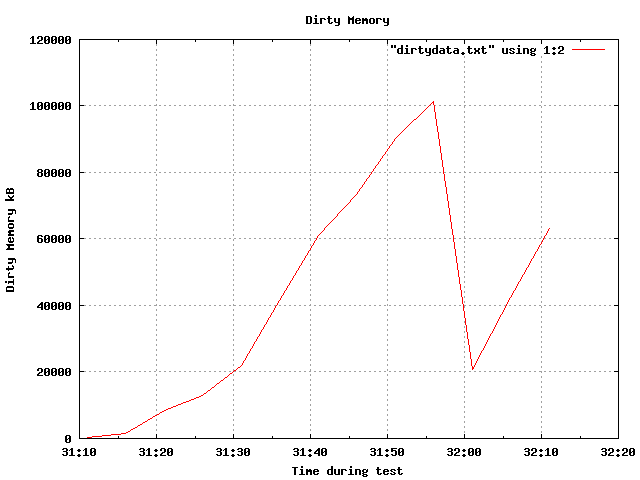 Dirty Memory
120000
"dirtydata.txt" using 1:2
100000
80000
60000
40000
20000
0
Dirty Memory kB
31:10 31:20 31:30 31:40 31:50 32:00 32:10 32:20
Time during test